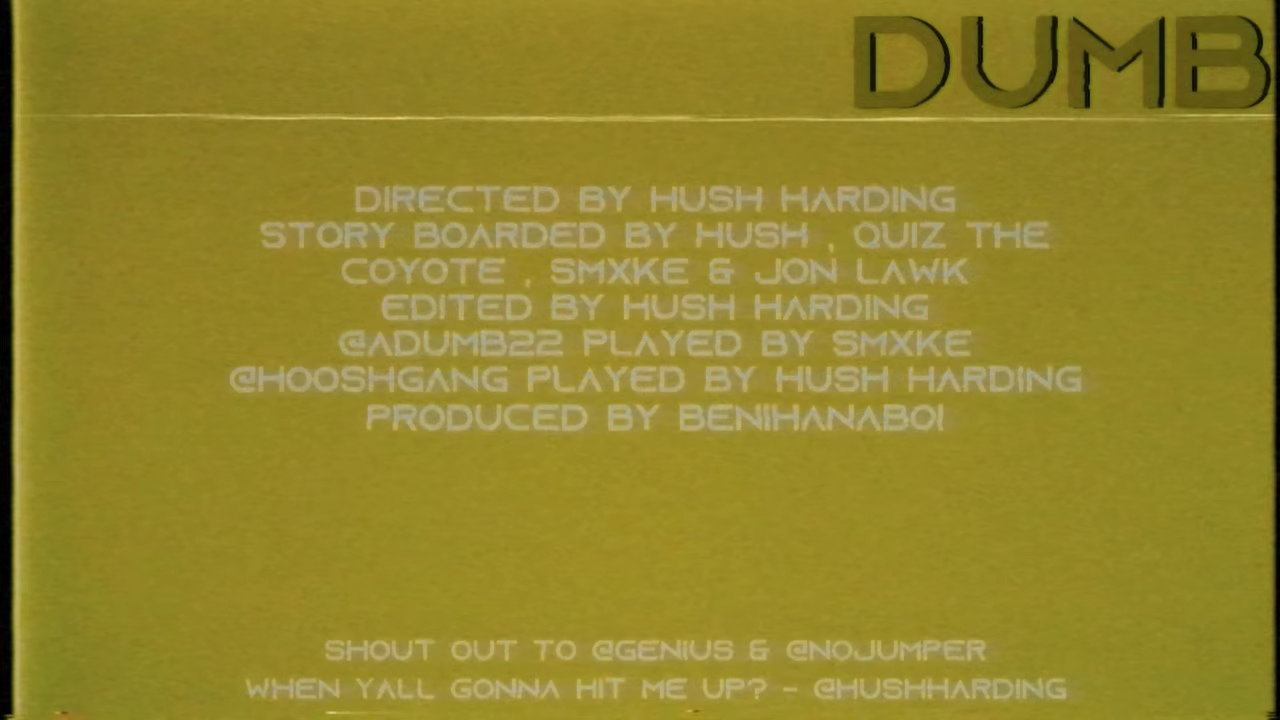 DUMB
DIRECTED BY HUSH HARDING
STORY BOARDED BY HUSH , QUIZ THE
COYOTE , SMXKE & JON LAWK
EDITED BY HUSH HARDING
@ADUMB22 PLAYED BY SMXKE
@HOOSHGANG PLAYED BY HUSH HARDING
PRODUCED BY BENIHANABOI
SHOUT OUT TO @GENIUS & @NOJUMPER
WHEN YALL GONNA HIT ME UP? - @HUSHHARDING